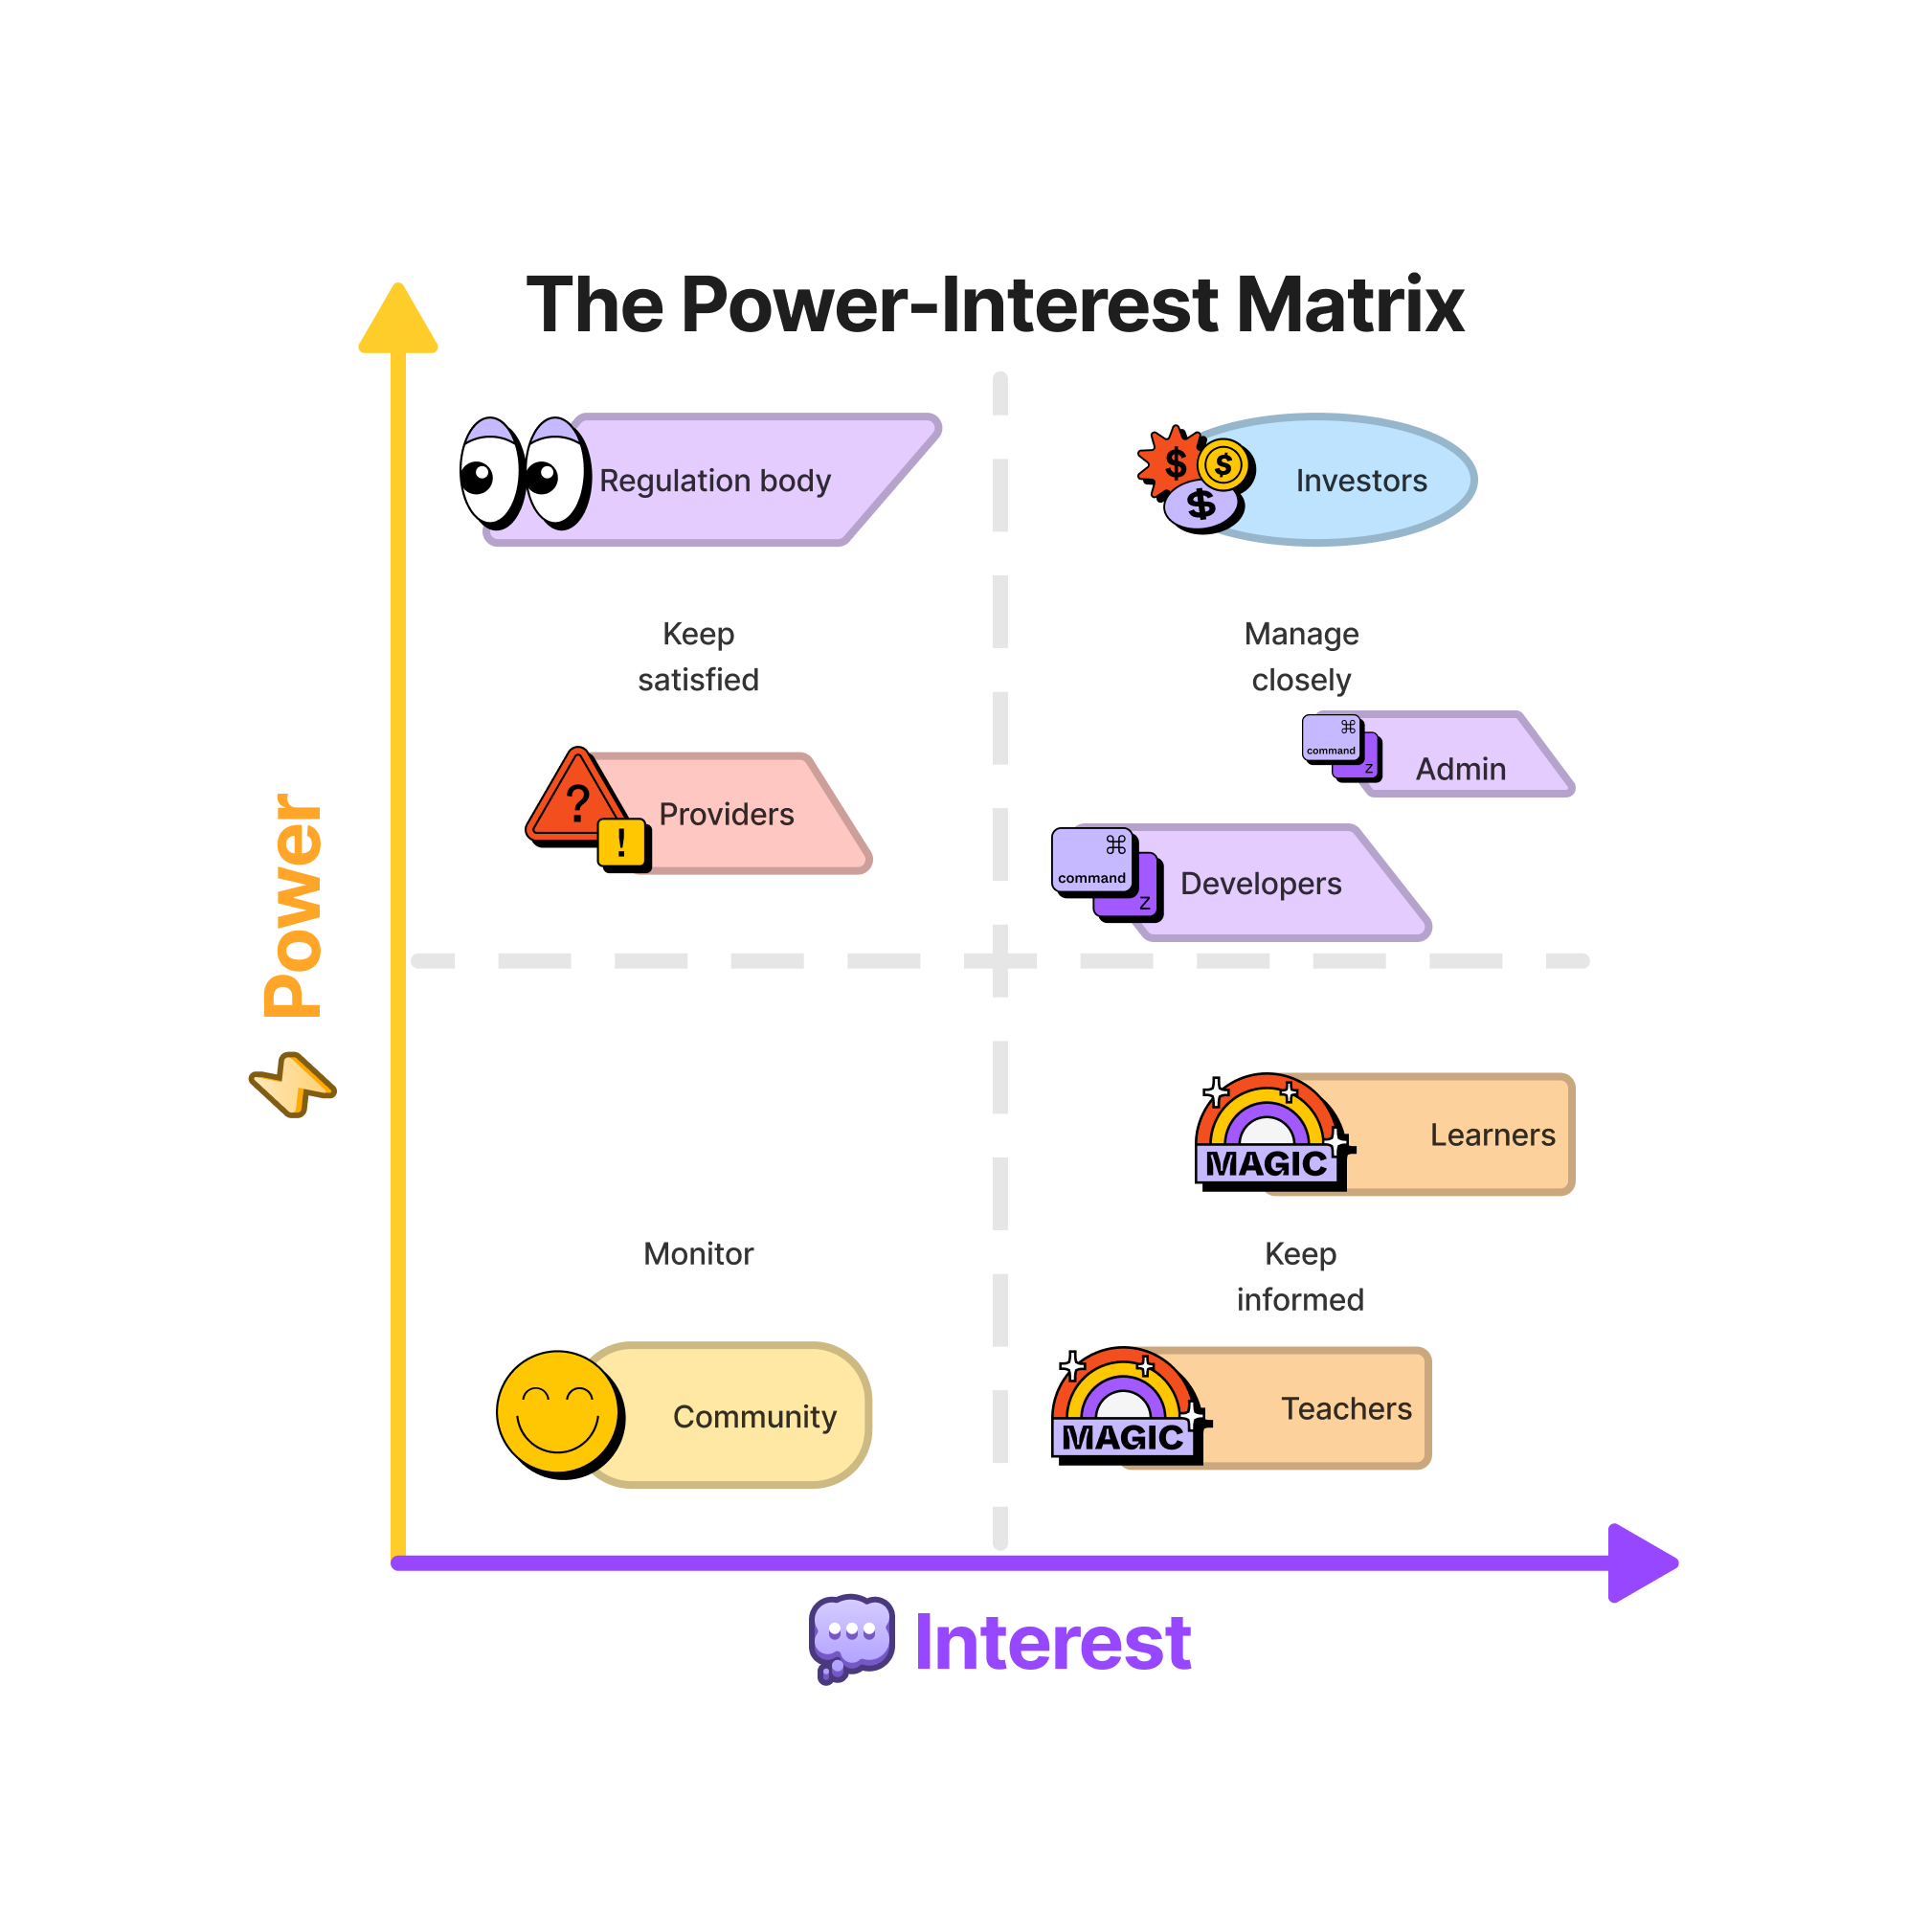 The Power-Interest Matrix
Regulation body
$
$
$
Investors
Keep
satisfied
Manage
closely
⌘
command
z
Admin
?
!
Providers
⌘
command
z
Developers
Power
MAGIC
Learners
Monitor
Keep
informed
Community
MAGIC
Teachers
Interest